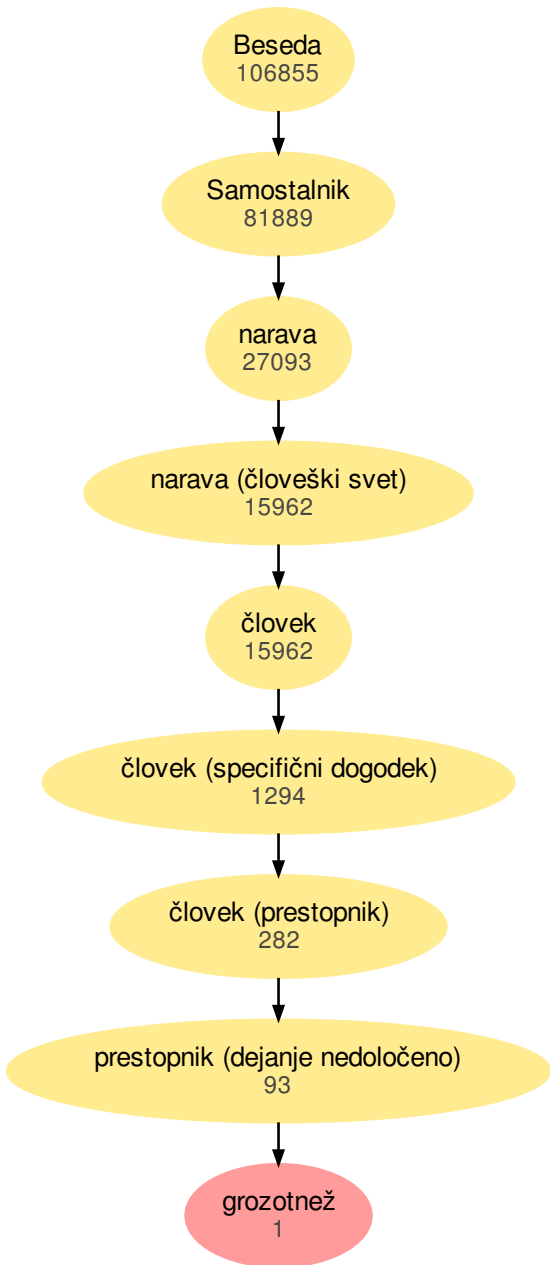 Beseda
106855
Samostalnik
81889
narava
27093
narava (človeški svet)
15962
človek
15962
človek (specifični dogodek)
1294
človek (prestopnik)
282
prestopnik (dejanje nedoločeno)
93
grozotnež
1